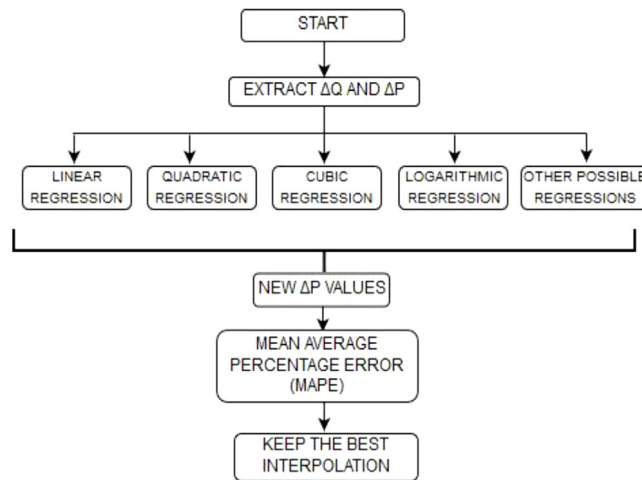 START
EXTRACT ΔQ AND ΔP
LINEAR
REGRESSION
QUADRATIC
REGRESSION
CUBIC
REGRESSION
LOGORITHMIC
REGRESSION
OTHER POSSIBLE
REGRESSIONS
NEW ΔP VALUES
MEAN AVERAGE
PERCENTAGE ERROR
(MAPE)
KEEP THE BEST
INTERPOLATION